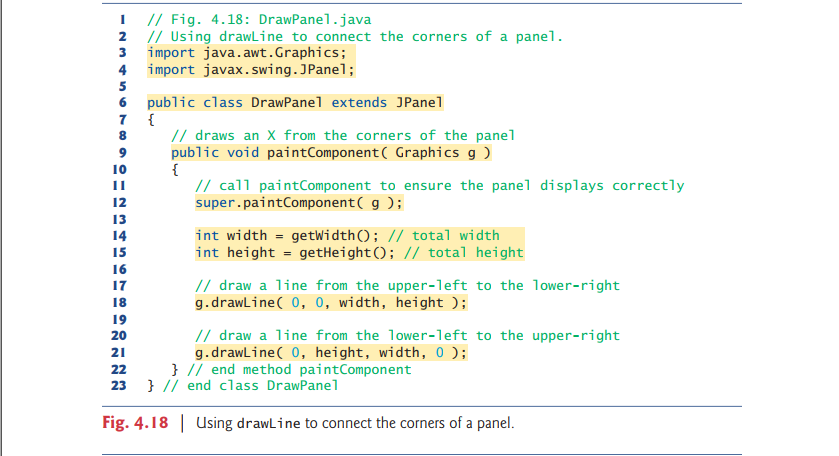 1 // Fig. 4.18: DrawPanel.java
2 // Using drawLine to connect the corners of a panel.
3 import java.awt.Graphics;
4 import javax.swing.JPanel;
5
6 public class DrawPanel extends JPanel
7 {
8 // draws an X from the corners of the panel
9 public void paintComponent( Graphics g )
10 {
11 // call paintComponent to ensure the panel displays correctly
12 super.paintComponent( g );
13
14 int width = getWidth(); // total width
15 int height = getHeight(); // total height
16
17 // draw a line from the upper-left to the lower-right
18 g.drawLine( 0, 0, width, height );
19
20 // draw a line from the lower-left to the upper-right
21 g.drawLine( 0, height, width, 0 );
22 } // end method paintComponent
23 } // end class DrawPanel
Fig. 4.18 | Using drawLine to connect the corners of a panel.